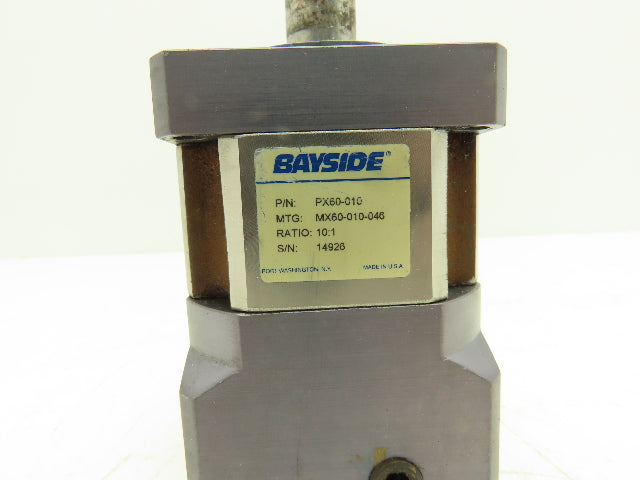 BAYSIDE®
P/N: PX60-010
MTG: MX60-010-046
RATIO: 10:1
S/N: 14926
PORT WASHINGTON, N.Y. MADE IN U.S.A.